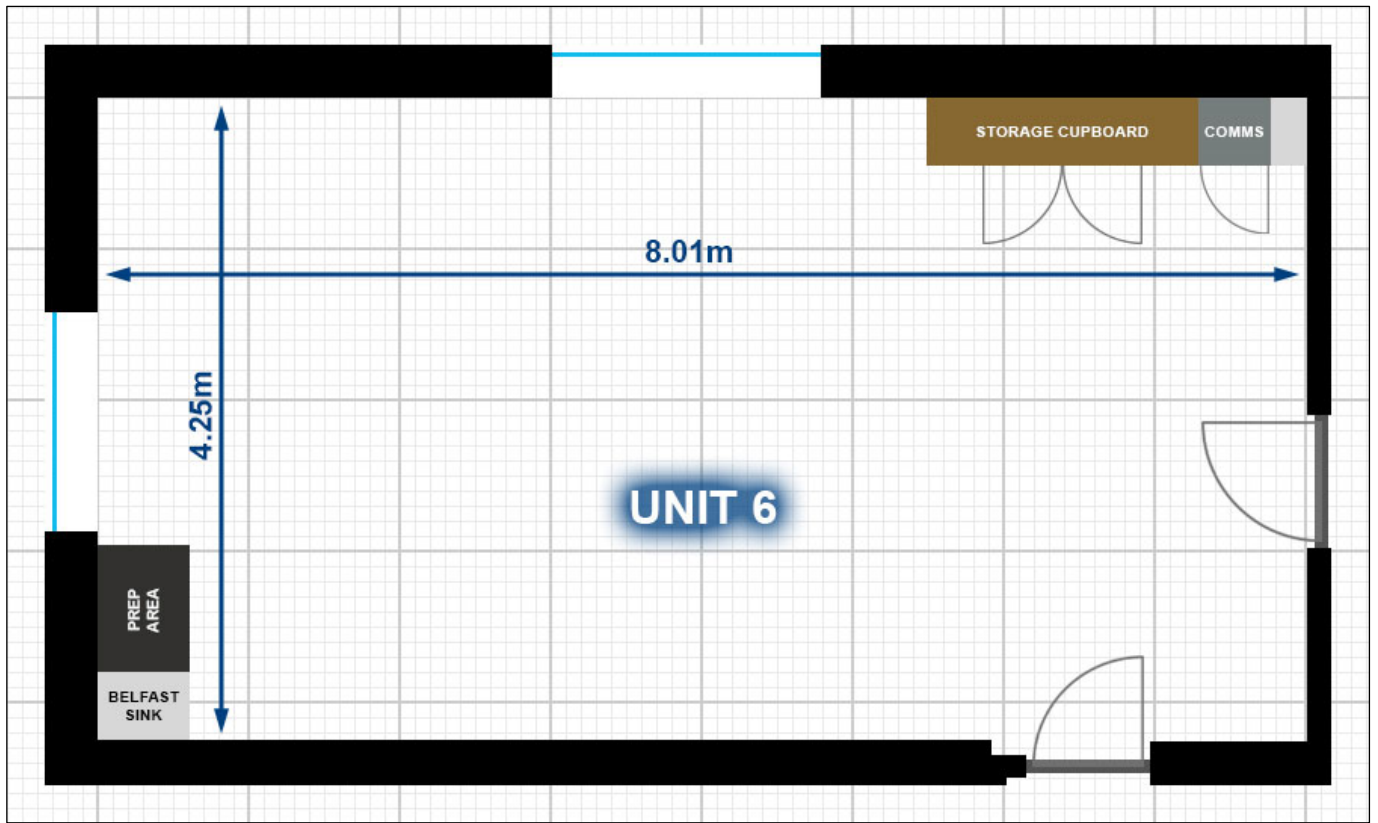 STORAGE CUPBOARD
COMMS
8.01m
4.25m
UNIT 6
PREP
AREA
BELFAST
SINK